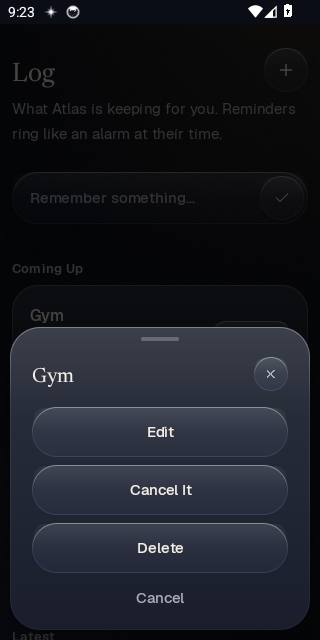 9:23
Log
What Atlas is keeping for you. Reminders
ring like an alarm at their time.
Remember something...
Coming Up
Gym
Gym
Edit
Cancel It
Delete
Cancel
Latest